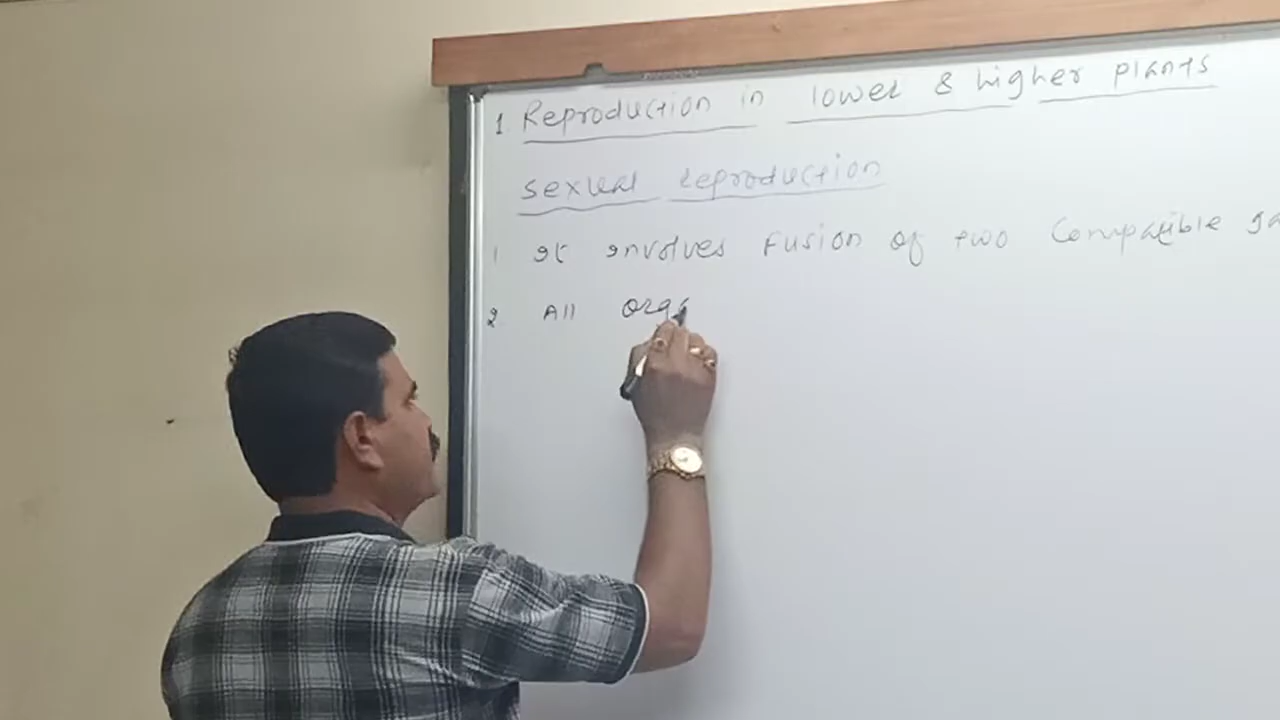 1. Reproduction in lower & higher plants
sexual reproduction
1 It involves Fusion of two compatible ga
2. All orga